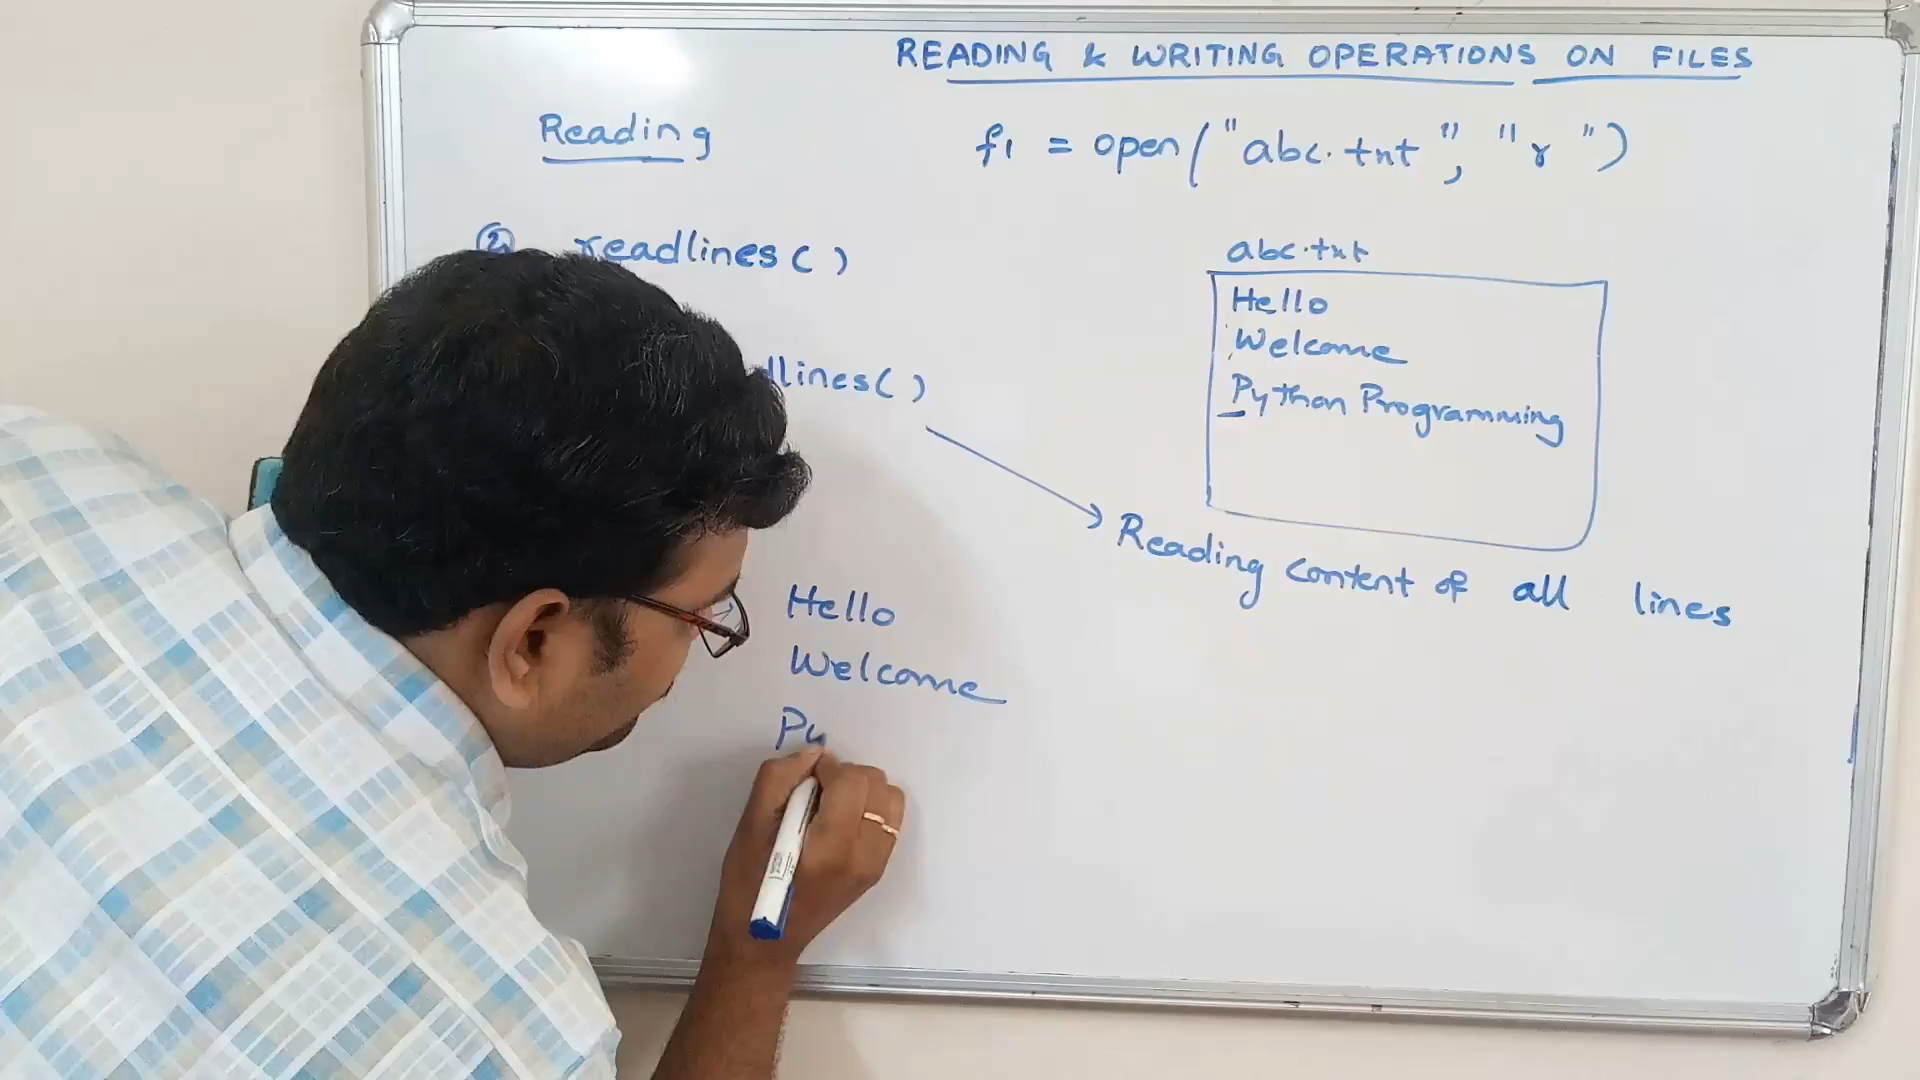 READING & WRITING OPERATIONS ON FILES
Reading
f1 = open("abc.txt", "r")
② readlines()
abc.txt
Hello
Welcome
Python Programming
dlines()
Reading content of all lines
Hello
Welcome
Py